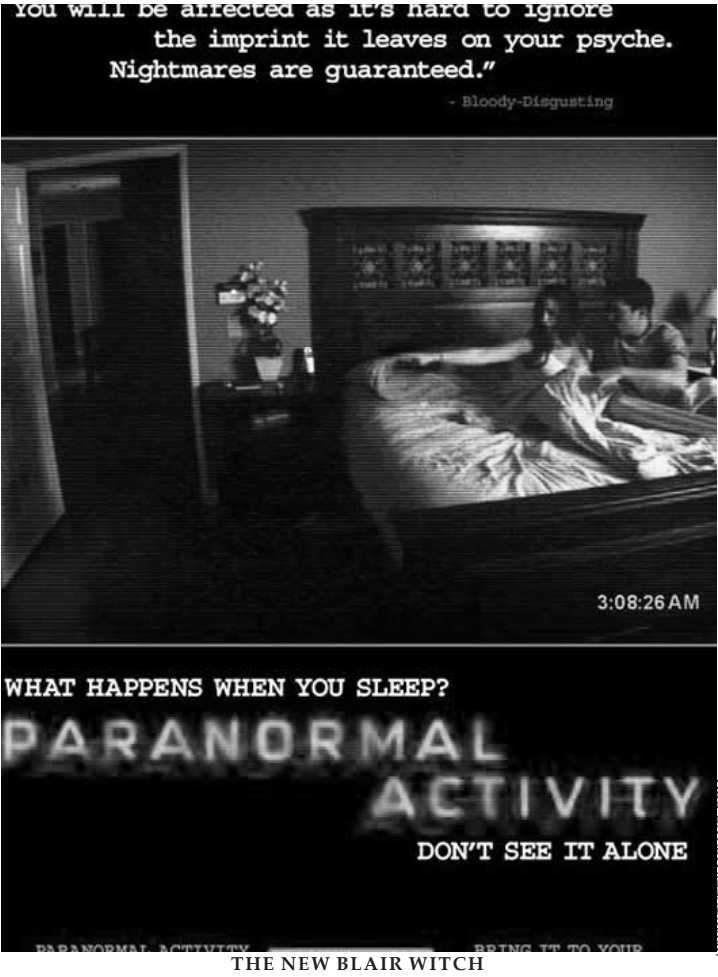 You will be affected as it's hard to ignore
the imprint it leaves on your psyche.
Nightmares are guaranteed."
- Bloody-Disgusting
3:08:26 AM
WHAT HAPPENS WHEN YOU SLEEP?
PARANORMAL
ACTIVITY
DON'T SEE IT ALONE
PARANORMAL ACTIVITY
BRING IT TO YOUR
THE NEW BLAIR WITCH